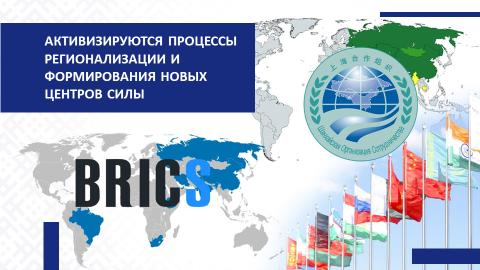 АКТИВИЗИРУЮТСЯ ПРОЦЕССЫ
РЕГИОНАЛИЗАЦИИ И
ФОРМИРОВАНИЯ НОВЫХ
ЦЕНТРОВ СИЛЫ
上海合作组织
Шанхайская Организация Сотрудничества
BRICS